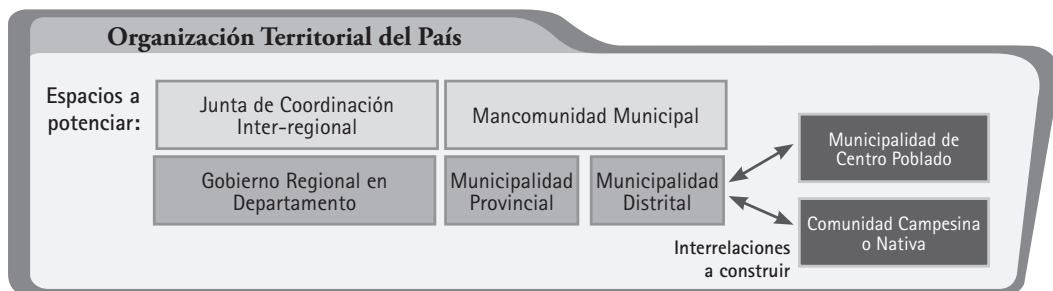 Organización Territorial del País
Espacios a
potenciar:
Junta de Coordinación
Inter-regional
Mancomunidad Municipal
Gobierno Regional en
Departamento
Municipalidad
Provincial
Municipalidad
Distrital
Municipalidad de
Centro Poblado
Comunidad Campesina
o Nativa
Interrelaciones
a construir